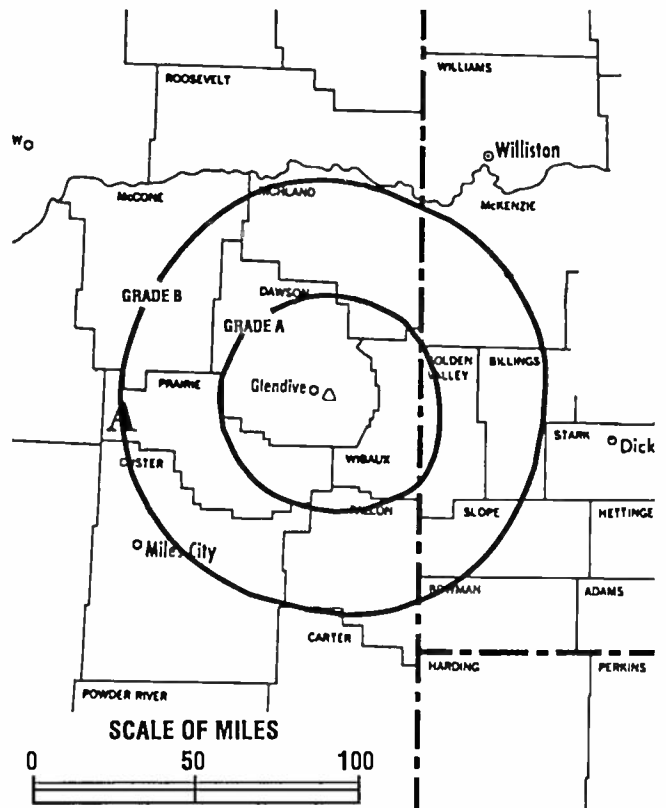 ROOSEVELT
WILLIAMS
W
Williston
McCONE
RICHLAND
McKENZIE
GRADE B
DAWSON
GRADE A
GOLDEN
VALLEY
BILLINGS
PRAIRIE
Glendive
STARK
Dick
CUSTER
WIBAUX
FALLON
SLOPE
HETTINGE
Miles City
BOWMAN
ADAMS
CARTER
HARDING
PERKINS
POWDER RIVER
SCALE OF MILES
0 50 100